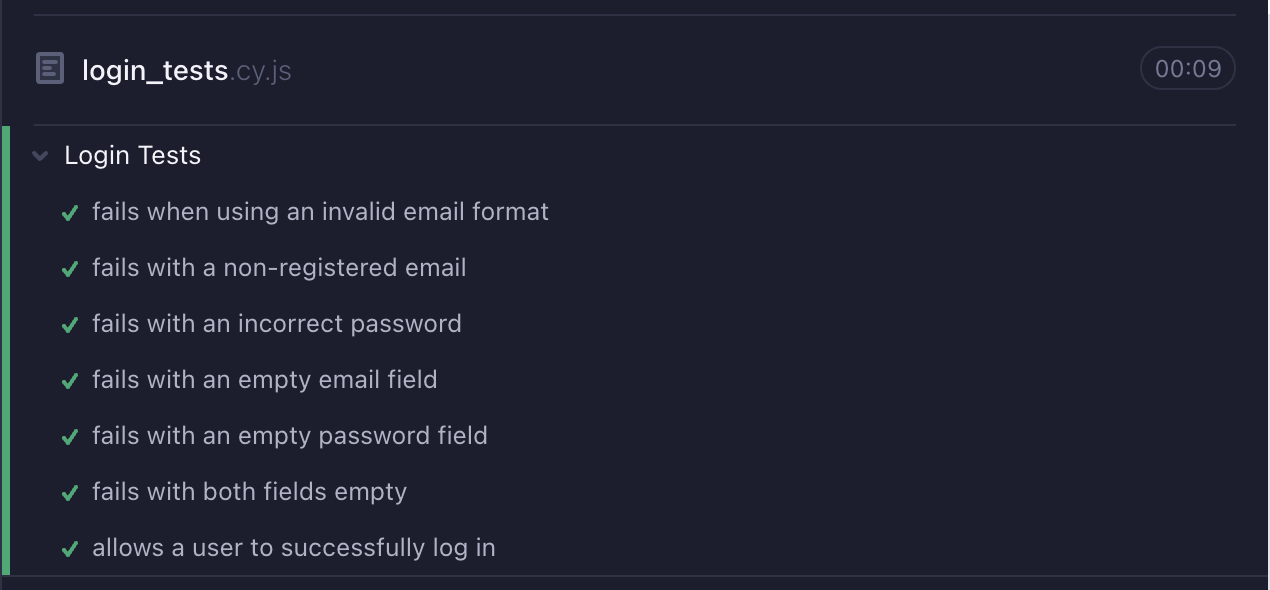 login_tests.cy.js
00:09
Login Tests
fails when using an invalid email format
fails with a non-registered email
fails with an incorrect password
fails with an empty email field
fails with an empty password field
fails with both fields empty
allows a user to successfully log in